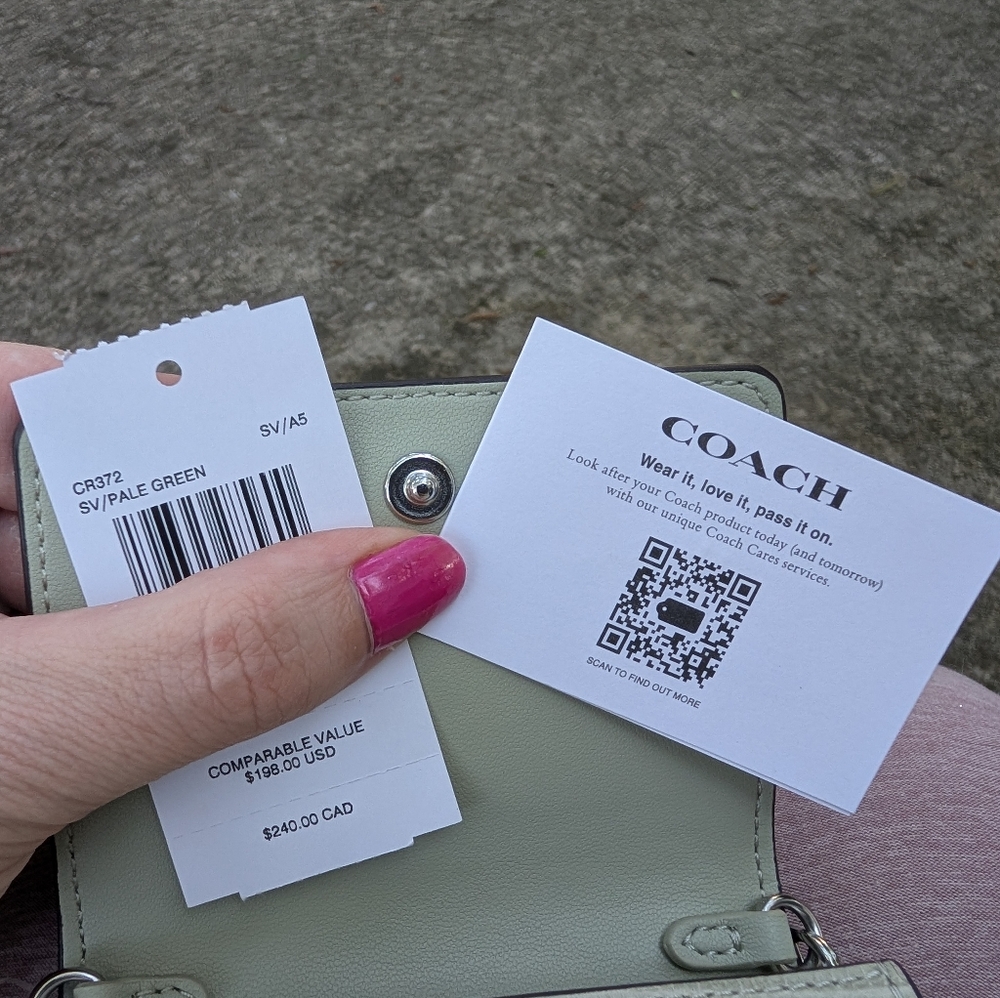 SV/A5
CR372
SV/PALE GREEN
COMPARABLE VALUE
$198.00 USD
$240.00 CAD
COACH
Wear it, love it, pass it on.
Look after your Coach product today (and tomorrow)
with our unique Coach Cares services.
SCAN TO FIND OUT MORE